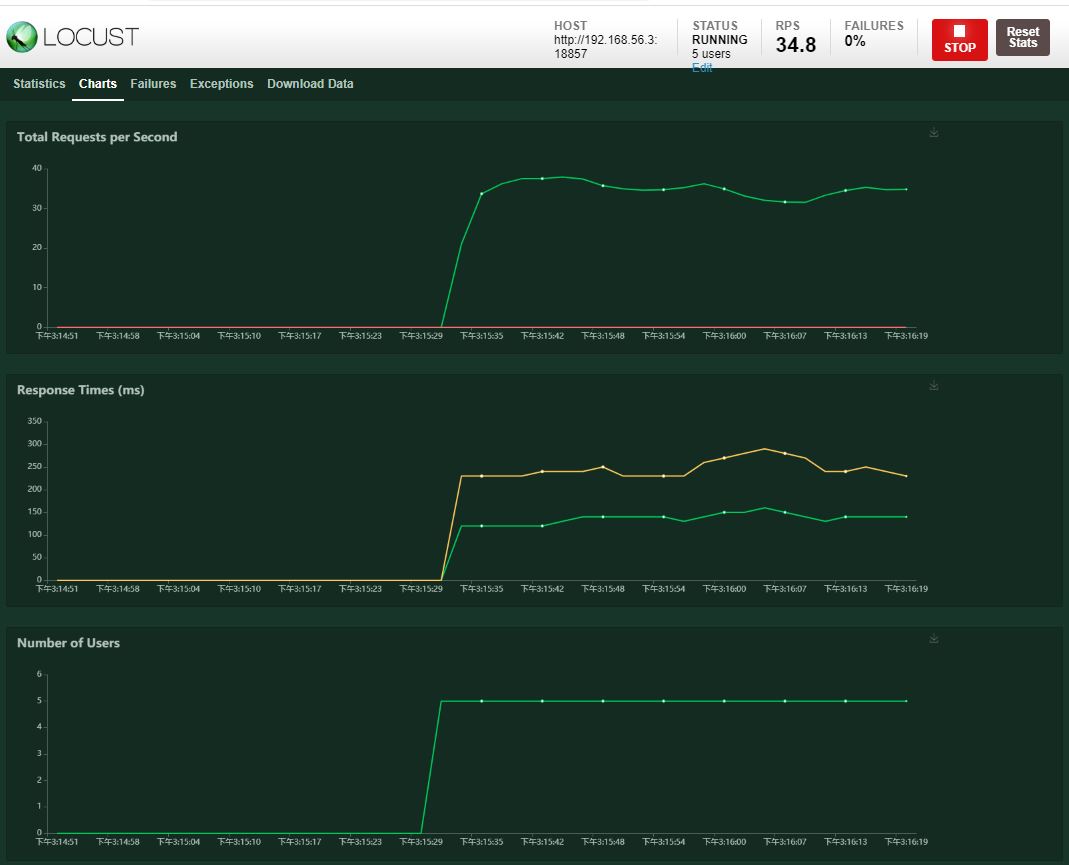 LOCUST
HOST
http://192.168.56.3:
18857
STATUS
RUNNING
5 users
Edit
RPS
34.8
FAILURES
0%
STOP
Reset
Stats
Statistics Charts Failures Exceptions Download Data
Total Requests per Second
40
30
20
10
0
下午3:14:51 下午3:14:58 下午3:15:04 下午3:15:10 下午3:15:17 下午3:15:23 下午3:15:29 下午3:15:35 下午3:15:42 下午3:15:48 下午3:15:54 下午3:16:00 下午3:16:07 下午3:16:13 下午3:16:19
Response Times (ms)
350
300
250
200
150
100
50
0
下午3:14:51 下午3:14:58 下午3:15:04 下午3:15:10 下午3:15:17 下午3:15:23 下午3:15:29 下午3:15:35 下午3:15:42 下午3:15:48 下午3:15:54 下午3:16:00 下午3:16:07 下午3:16:13 下午3:16:19
Number of Users
6
5
4
3
2
1
0
下午3:14:51 下午3:14:58 下午3:15:04 下午3:15:10 下午3:15:17 下午3:15:23 下午3:15:29 下午3:15:35 下午3:15:42 下午3:15:48 下午3:15:54 下午3:16:00 下午3:16:07 下午3:16:13 下午3:16:19